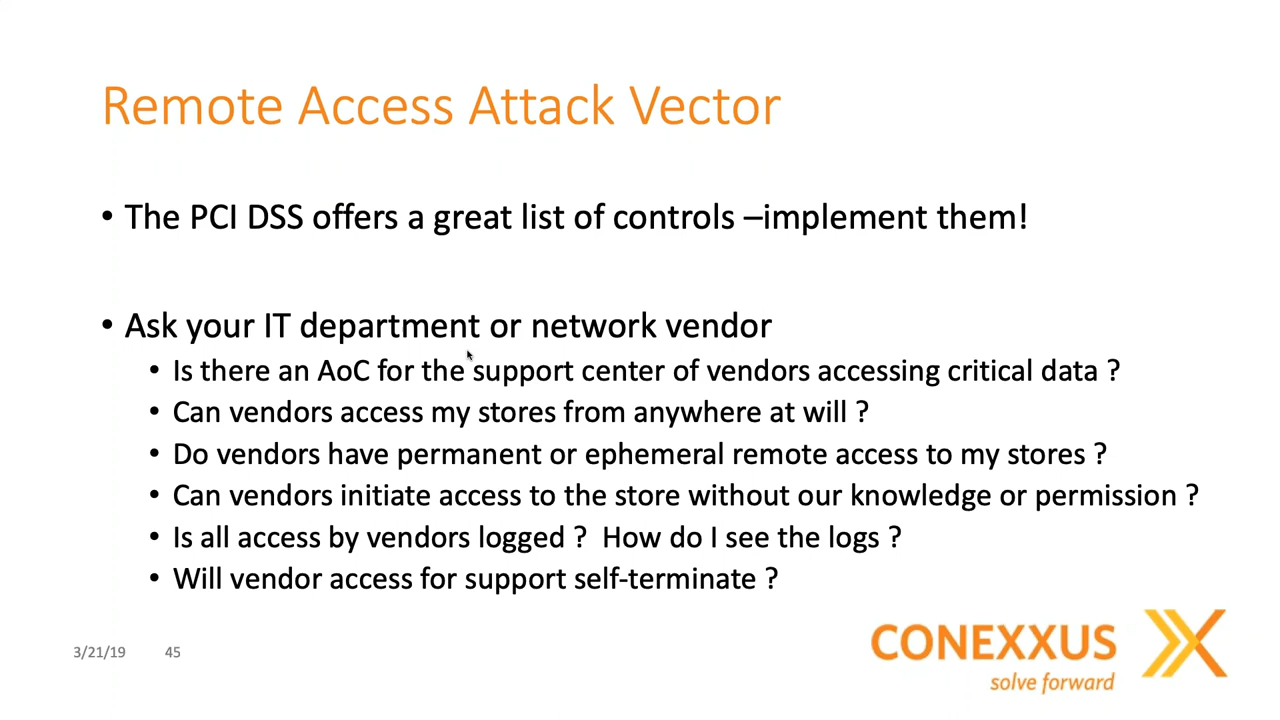 Remote Access Attack Vector
• The PCI DSS offers a great list of controls –implement them!
• Ask your IT department or network vendor
• Is there an AoC for the support center of vendors accessing critical data ?
• Can vendors access my stores from anywhere at will ?
• Do vendors have permanent or ephemeral remote access to my stores ?
• Can vendors initiate access to the store without our knowledge or permission ?
• Is all access by vendors logged ?  How do I see the logs ?
• Will vendor access for support self-terminate ?
3/21/19 45
CONEXXUS
solve forward